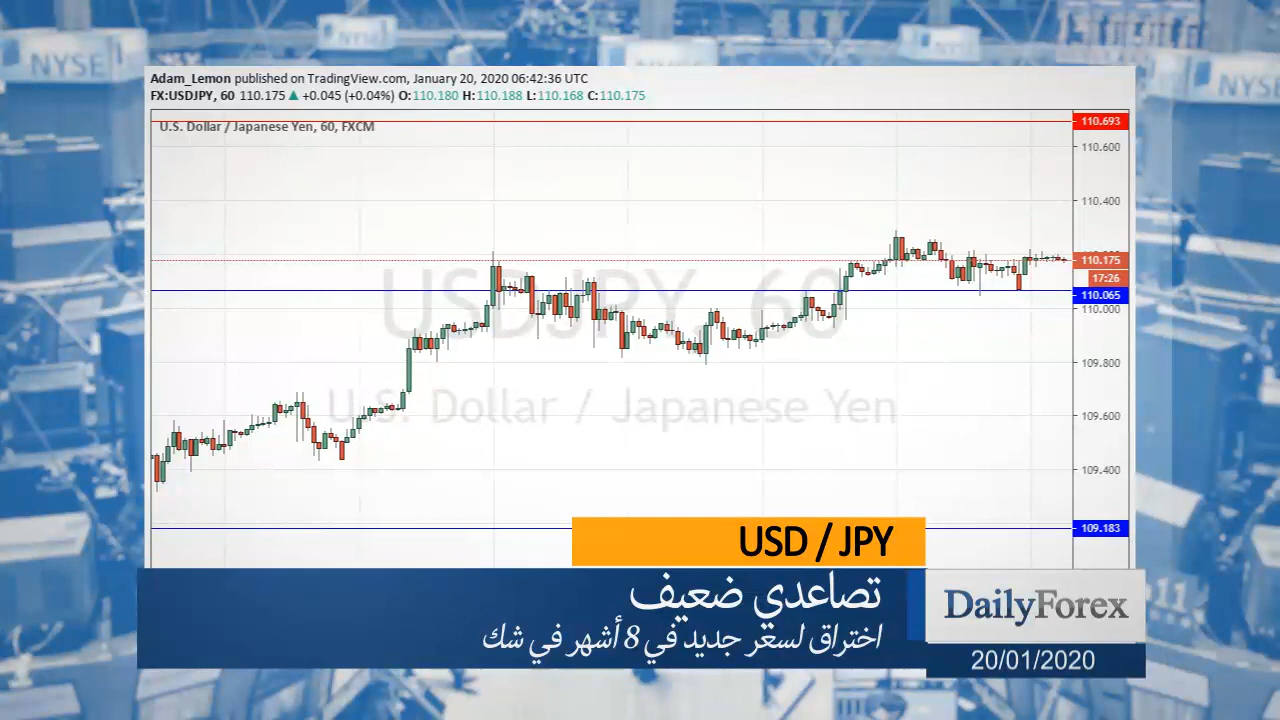 NYSE
NYSE
NYSE
Adam_Lemon published on TradingView.com, January 20, 2020 06:42:36 UTC
FX:USDJPY, 60 110.175 ▲ +0.045 (+0.04%) O:110.180 H:110.188 L:110.168 C:110.175
U.S. Dollar / Japanese Yen, 60, FXCM
110.693
110.600
110.400
110.175
17:26
110.065
110.000
109.800
109.600
109.400
109.183
USDJPY, 60
U.S. Dollar / Japanese Yen
USD / JPY
تصاعدي ضعيف
اختراق لسعر جديد في 8 أشهر في شك
DailyForex
20/01/2020